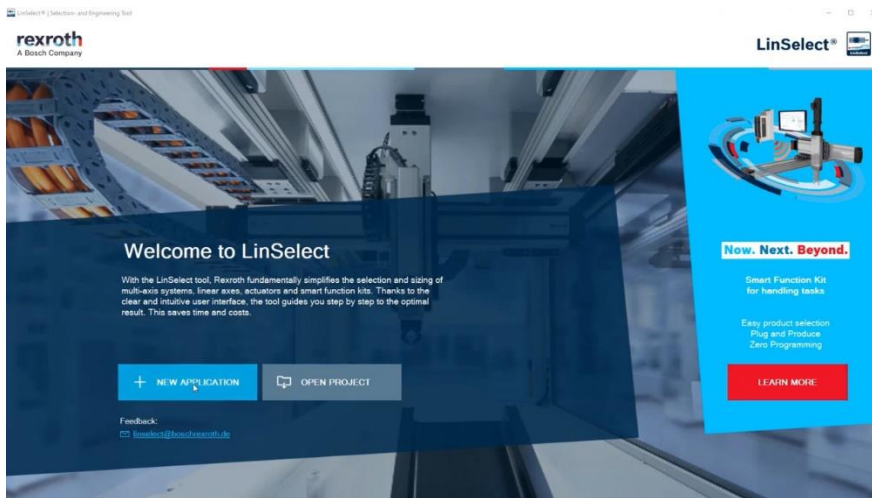 LinSelect® | Selection- and Engineering Tool
rexroth
A Bosch Company
LinSelect®
Welcome to LinSelect
With the LinSelect tool, Rexroth fundamentally simplifies the selection and sizing of
multi-axis systems, linear axes, actuators and smart function kits. Thanks to the
clear and intuitive user interface, the tool guides you step by step to the optimal
result. This saves time and costs.
+ NEW APPLICATION
OPEN PROJECT
Feedback:
linselect@boschrexroth.de
Now. Next. Beyond.
Smart Function Kit
for handling tasks
Easy product selection
Plug and Produce
Zero Programming
LEARN MORE